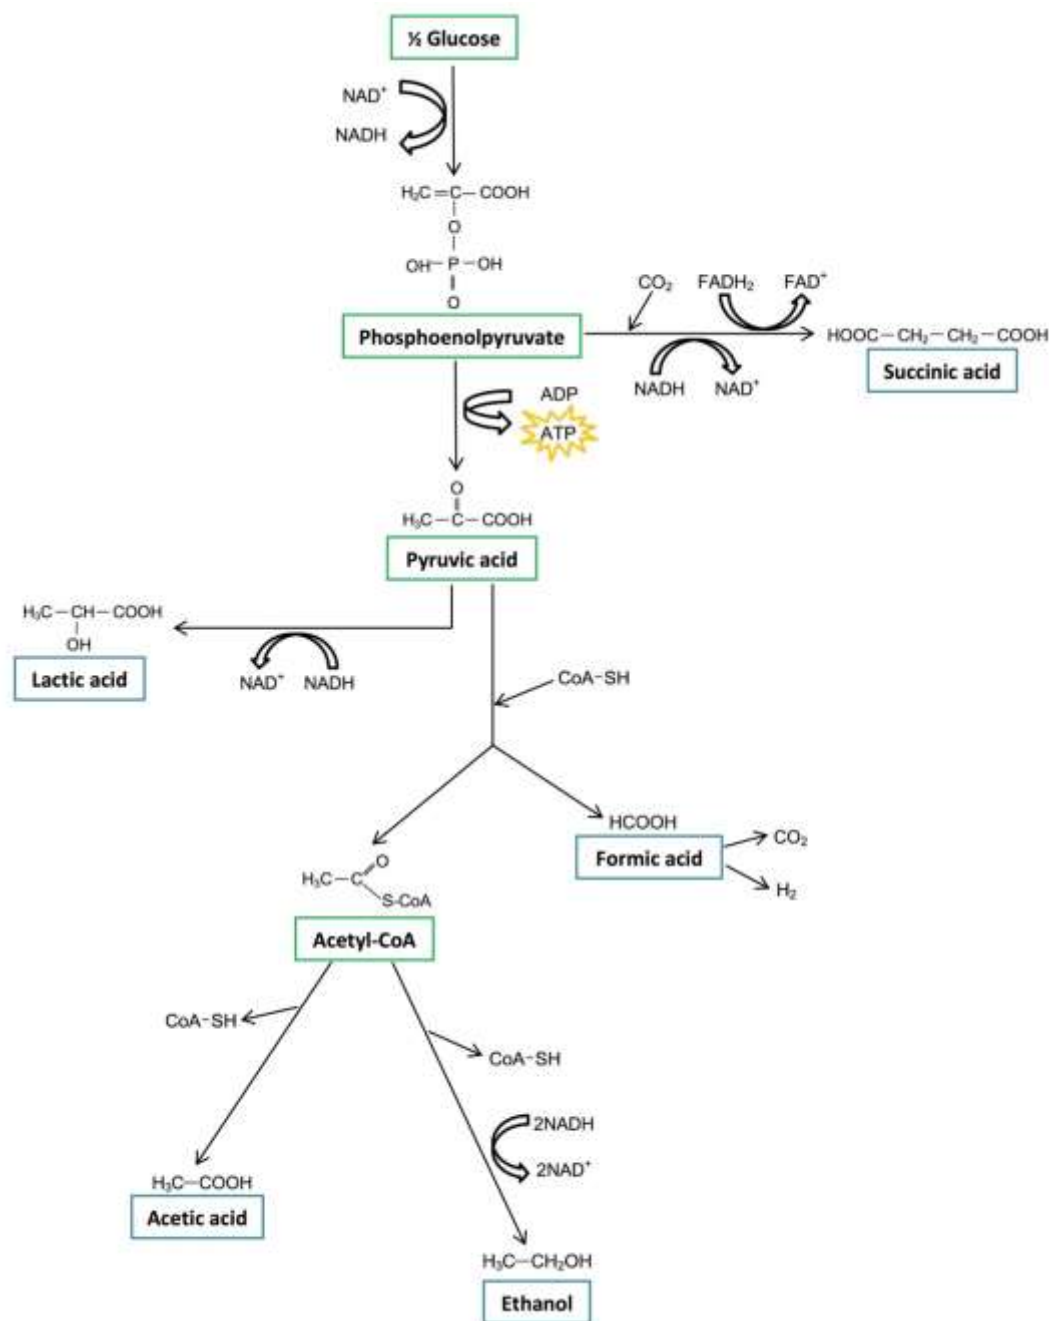 ½ Glucose
NAD⁺
NADH
H₂C=C–COOH
O
OH–P–OH
O
Phosphoenolpyruvate
CO₂
FADH₂
FAD⁺
NADH
NAD⁺
HOOC–CH₂–CH₂–COOH
Succinic acid
ADP
ATP
O
H₃C–C–COOH
Pyruvic acid
H₃C–CH–COOH
OH
Lactic acid
NAD⁺
NADH
CoA-SH
HCOOH
Formic acid
CO₂
H₂
O
H₃C–C
S-CoA
Acetyl-CoA
CoA-SH
CoA-SH
2NADH
2NAD⁺
H₃C–COOH
Acetic acid
H₃C–CH₂OH
Ethanol